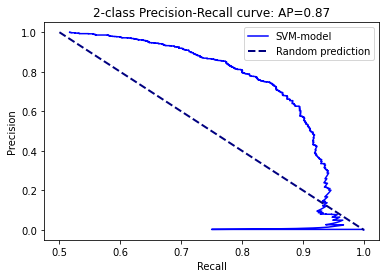 2-class Precision-Recall curve: AP=0.87
SVM-model
Random prediction
Precision
1.0
0.8
0.6
0.4
0.2
0.0
0.5 0.6 0.7 0.8 0.9 1.0
Recall